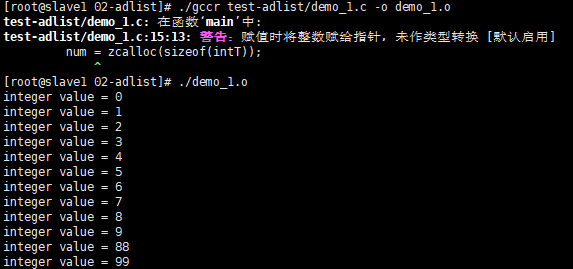 [root@slave1 02-adlist]# ./gccr test-adlist/demo_1.c -o demo_1.o
test-adlist/demo_1.c: 在函数‘main’中:
test-adlist/demo_1.c:15:13: 警告：赋值时将整数赋给指针，未作类型转换 [默认启用]
num = zcalloc(sizeof(intT));
^
[root@slave1 02-adlist]# ./demo_1.o
integer value = 0
integer value = 1
integer value = 2
integer value = 3
integer value = 4
integer value = 5
integer value = 6
integer value = 7
integer value = 8
integer value = 9
integer value = 88
integer value = 99